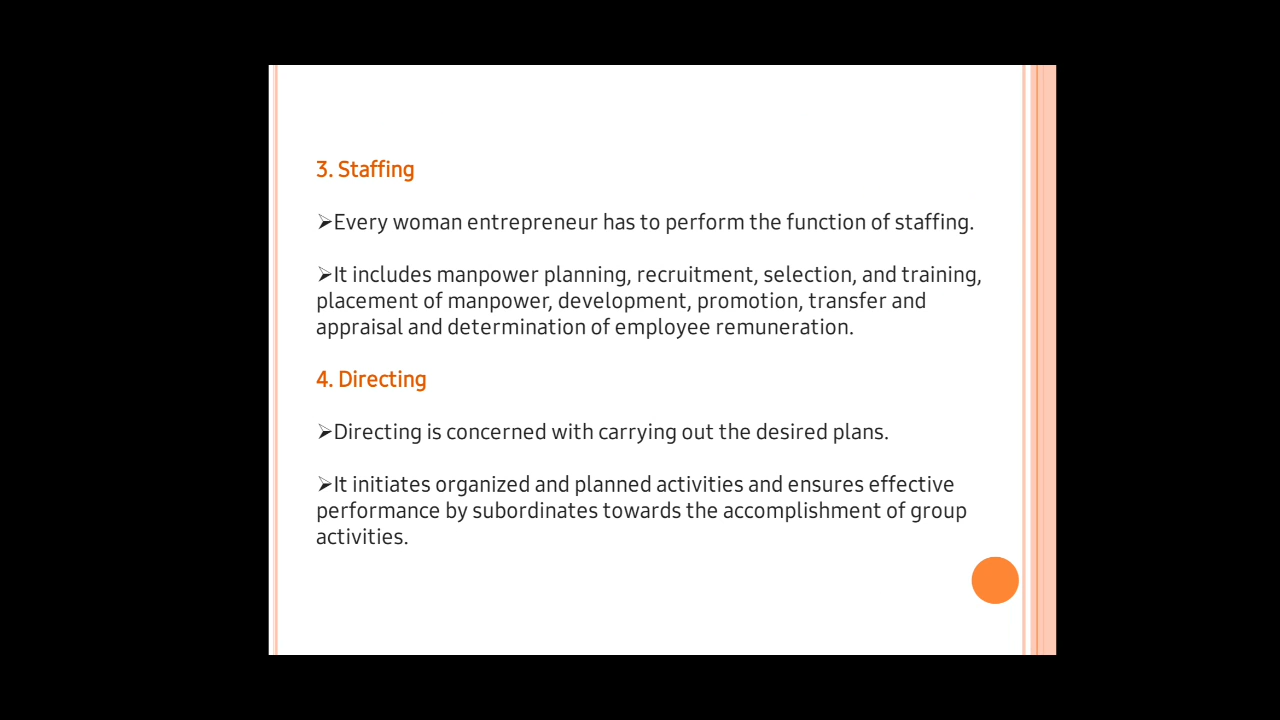 3. Staffing
➢Every woman entrepreneur has to perform the function of staffing.
➢It includes manpower planning, recruitment, selection, and training,
placement of manpower, development, promotion, transfer and
appraisal and determination of employee remuneration.
4. Directing
➢Directing is concerned with carrying out the desired plans.
➢It initiates organized and planned activities and ensures effective
performance by subordinates towards the accomplishment of group
activities.